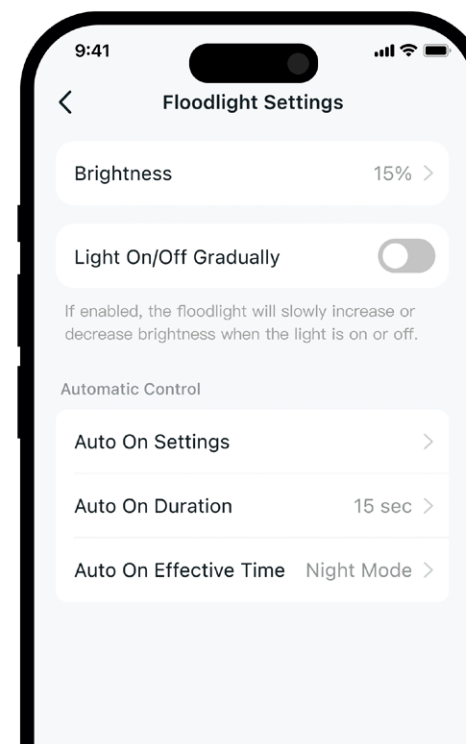 9:41
Floodlight Settings
Brightness 15%
Light On/Off Gradually
If enabled, the floodlight will slowly increase or
decrease brightness when the light is on or off.
Automatic Control
Auto On Settings
Auto On Duration 15 sec
Auto On Effective Time Night Mode